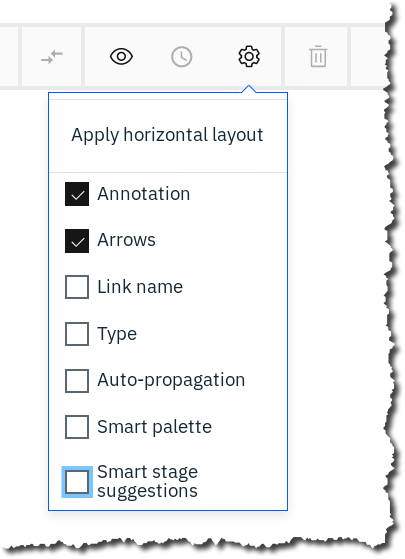 Apply horizontal layout
Annotation
Arrows
Link name
Type
Auto-propagation
Smart palette
Smart stage
suggestions